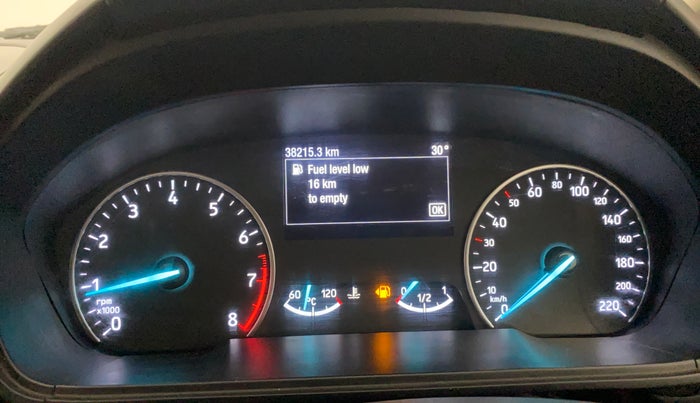 38215.3 km 30°
Fuel level low
16 km
to empty
OK
0 1 2 3 4 5 6 7 8
rpm
x1000
60 120
°C
0 1/2 1
0 10 20 30 40 50 60 80 100 120 140 160 180 200 220
km/h